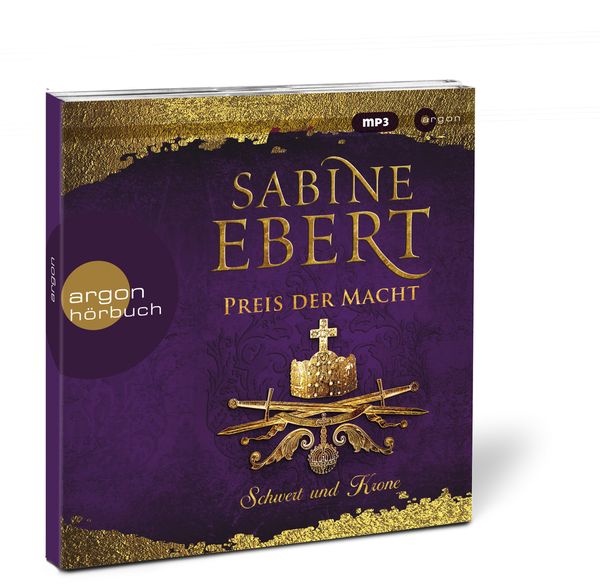 MP3
argon
SABINE
EBERT
PREIS DER MACHT
argon
argon
hörbuch
Schwert und Krone